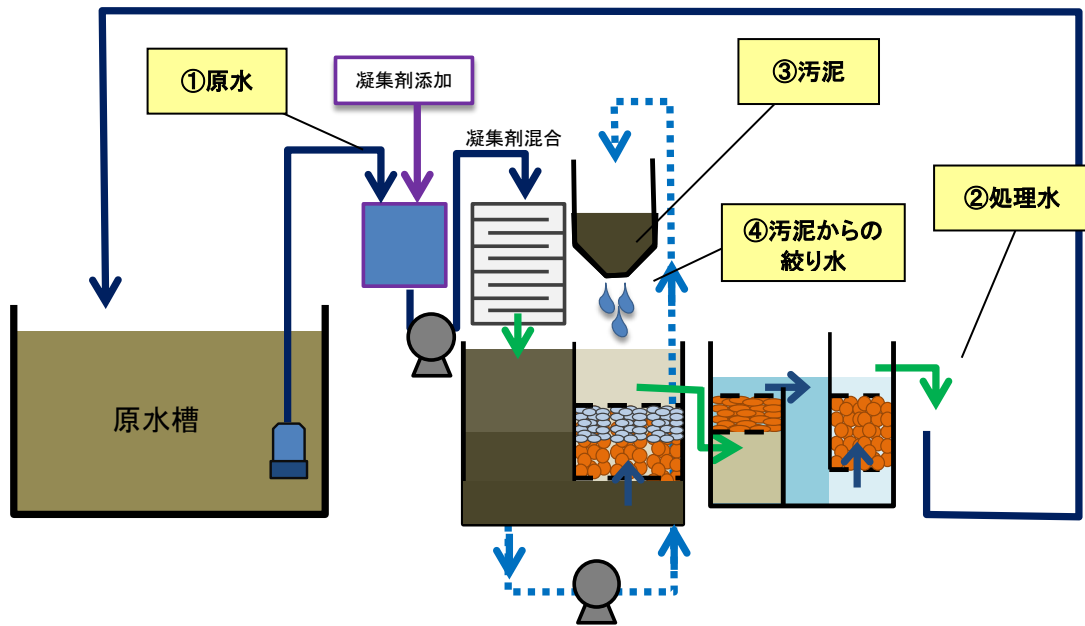 ①原水
凝集剤添加
凝集剤混合
③汚泥
④汚泥からの
絞り水
②処理水
原水槽